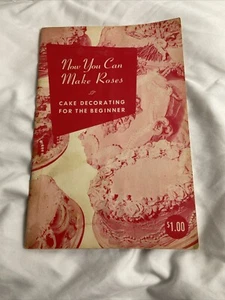 Now You Can
Make Roses
CAKE DECORATING
FOR THE BEGINNER
$1.00